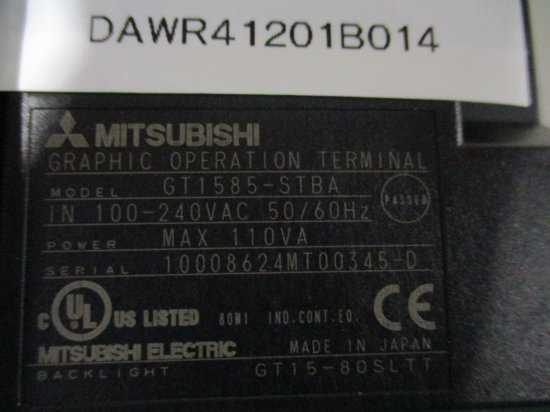 DAWR41201B014
MITSUBISHI
GRAPHIC OPERATION TERMINAL
MODEL GT1585-STBA
PASSED
IN 100-240VAC 50/60Hz
POWER MAX 110VA
SERIAL 10008624MT00345-D
C UL US LISTED 80M1 IND.CONT.EQ. CE
MITSUBISHI ELECTRIC MADE IN JAPAN
BACKLIGHT GT15-80SLTT